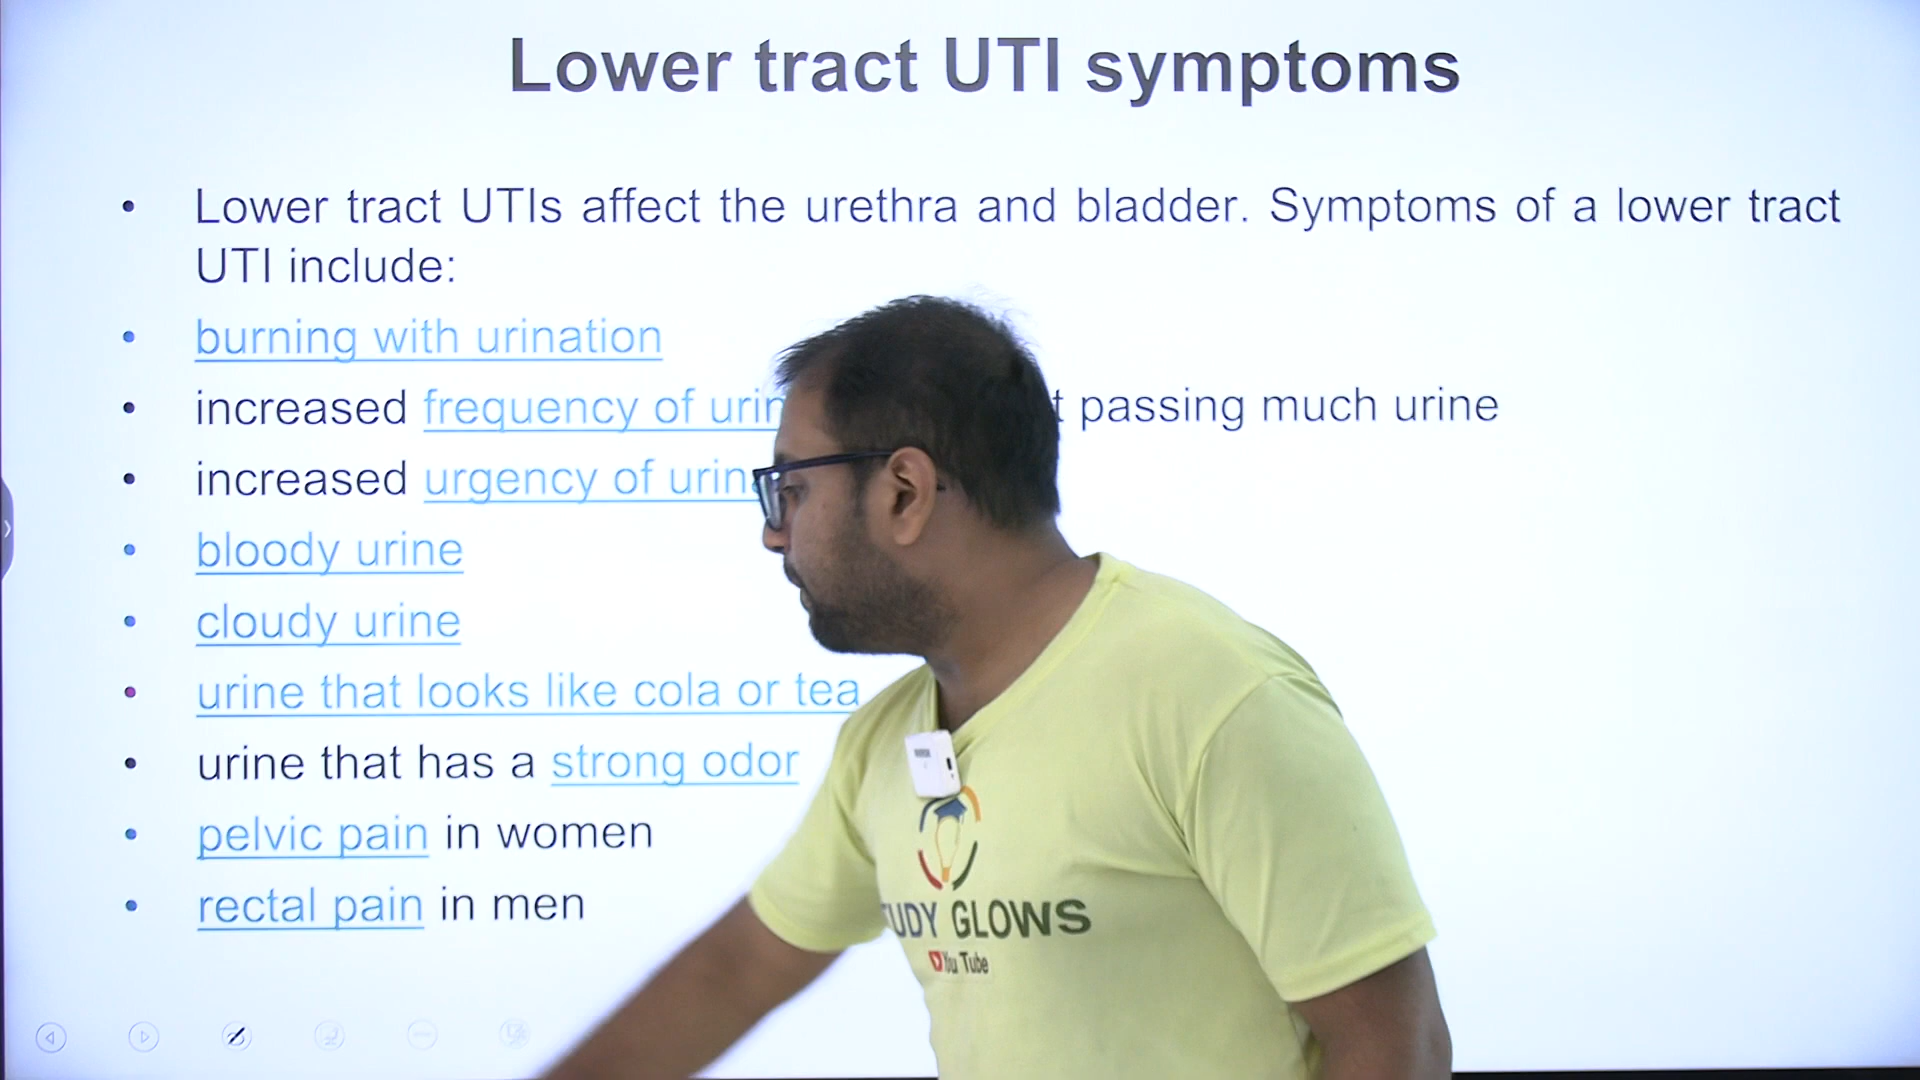 Lower tract UTI symptoms
• Lower tract UTIs affect the urethra and bladder. Symptoms of a lower tract
UTI include:
• burning with urination
• increased frequency of passing much urine
• increased urgency of
• bloody urine
• cloudy urine
• urine that looks like cola or tea
• urine that has a strong odor
• pelvic pain in women
• rectal pain in men
GLOWS
You Tube